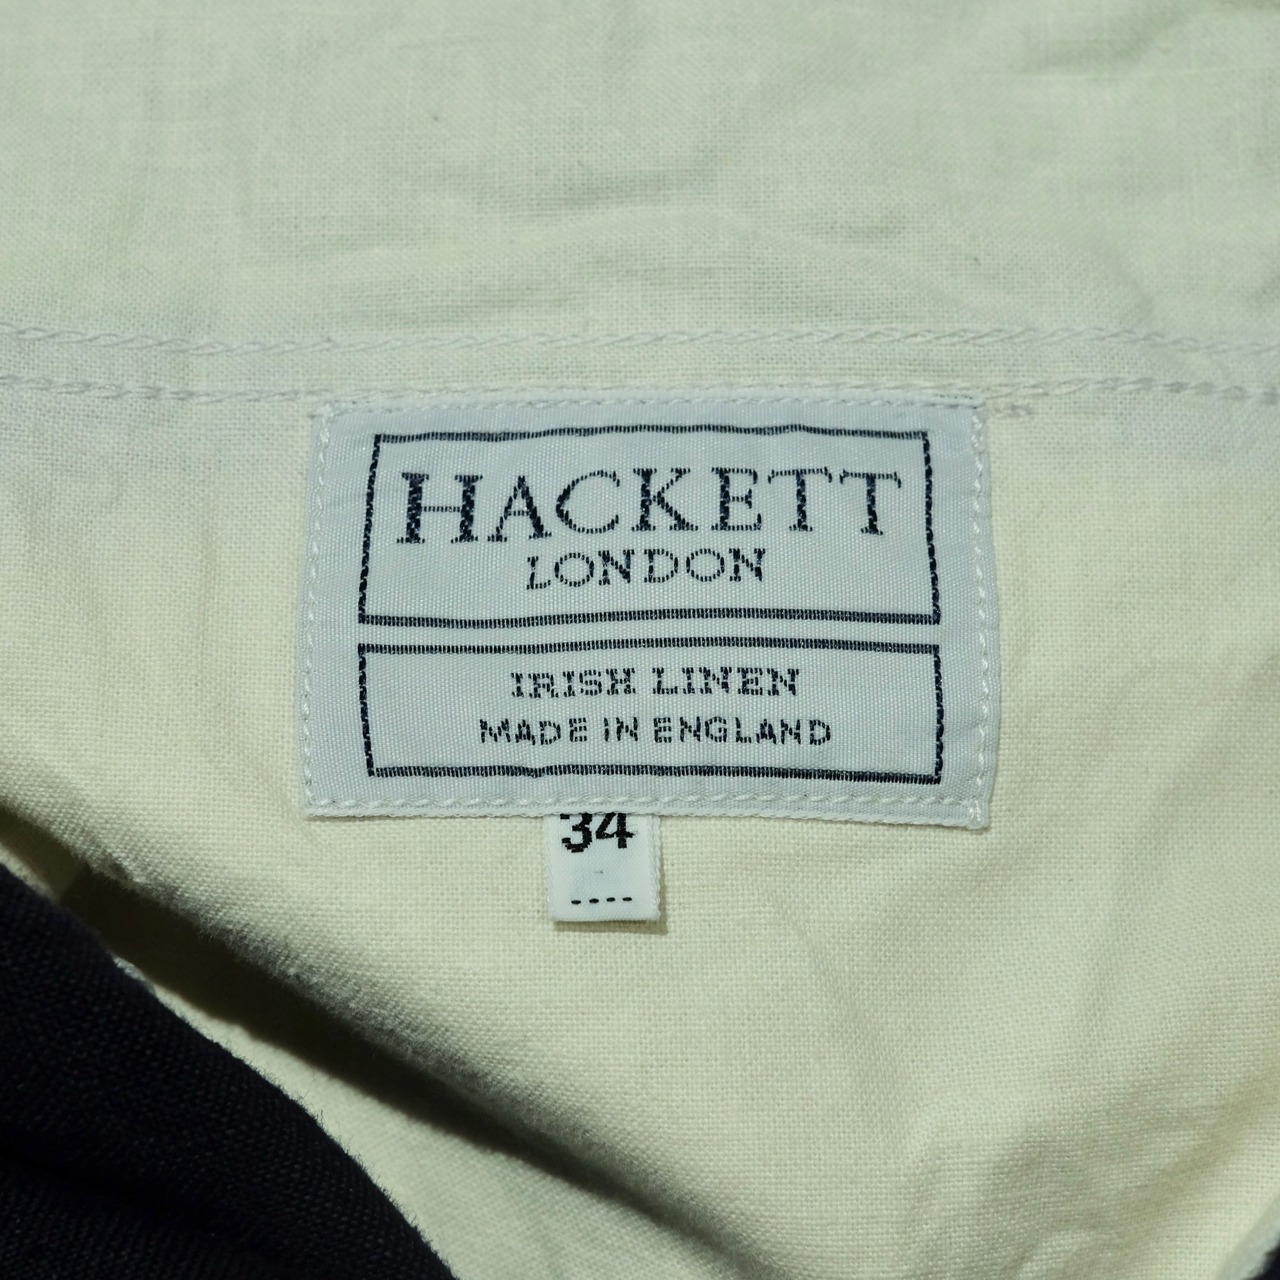 HACKETT
LONDON
IRISH LINEN
MADE IN ENGLAND
34